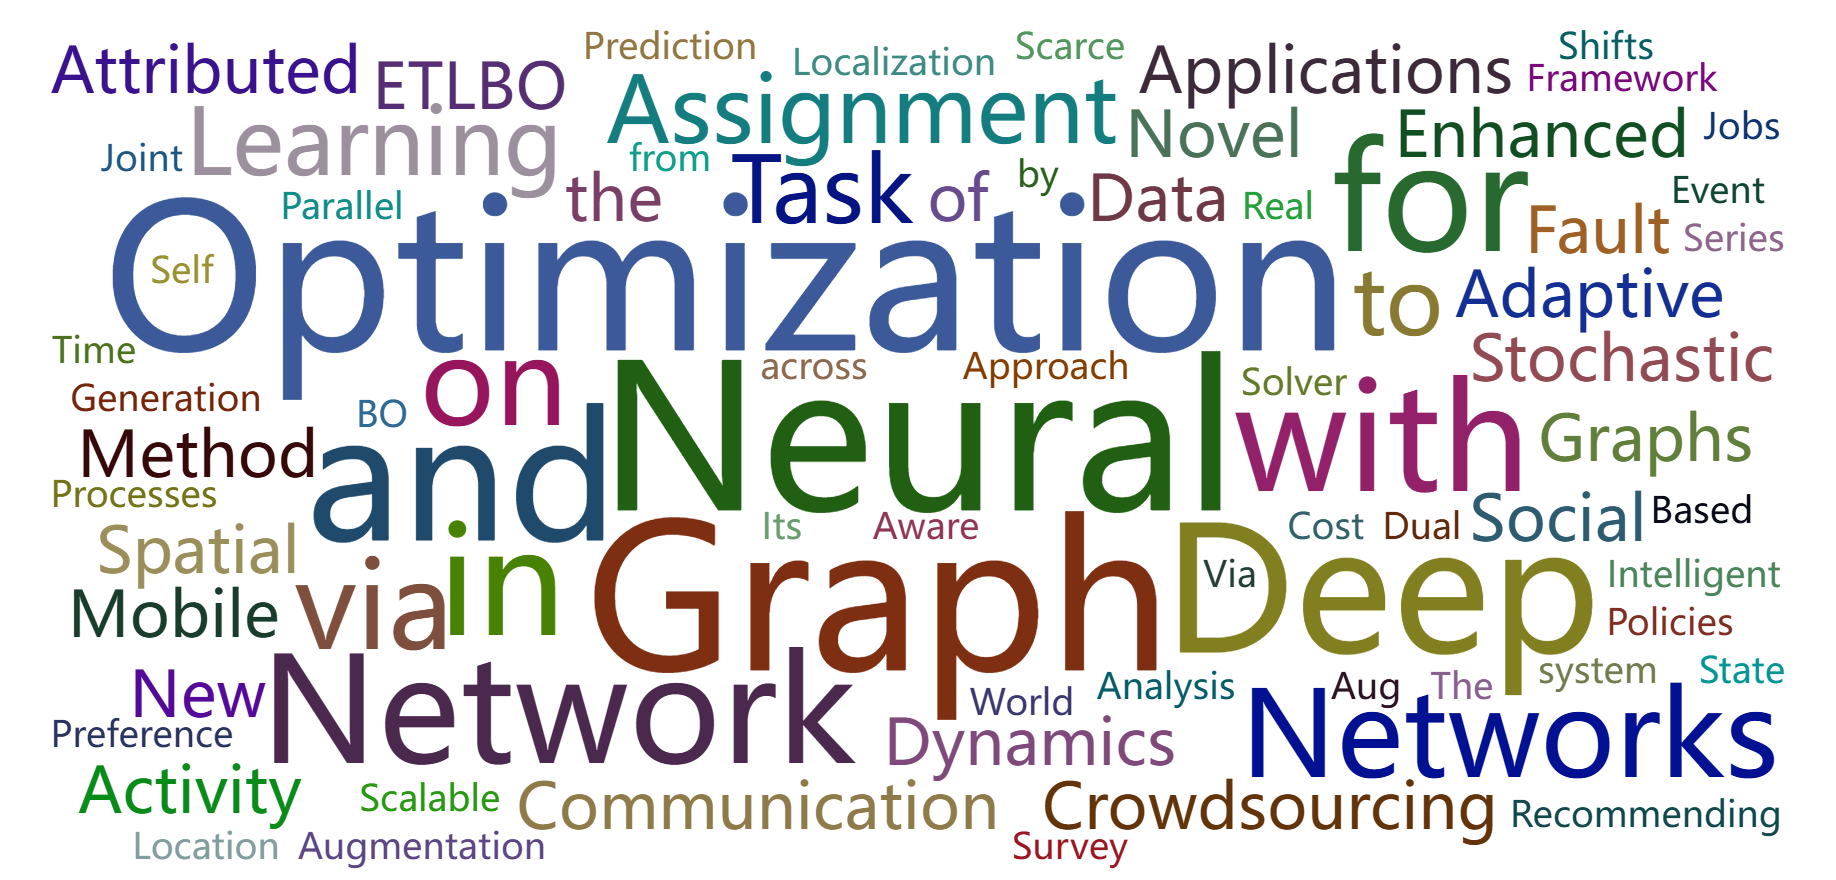 Prediction
Scarce
Shifts
Attributed
ETLBO
Localization
Applications
Framework
Assignment
Learning
Novel
Enhanced
Jobs
Joint
from
for
Parallel
the
Task
of
by
Data
Real
Event
Fault
Series
Self
Optimization
to
Adaptive
Time
on
across
Approach
Solver
Stochastic
Generation
BO
Neural
with
Graphs
Method
and
Processes
Its
Aware
Cost
Dual
Social
Based
Spatial
via
in
Graph
Via
Deep
Intelligent
Mobile
Policies
New
Network
World
Analysis
Aug
The
system
State
Preference
Dynamics
Networks
Activity
Scalable
Communication
Crowdsourcing
Recommending
Location
Augmentation
Survey